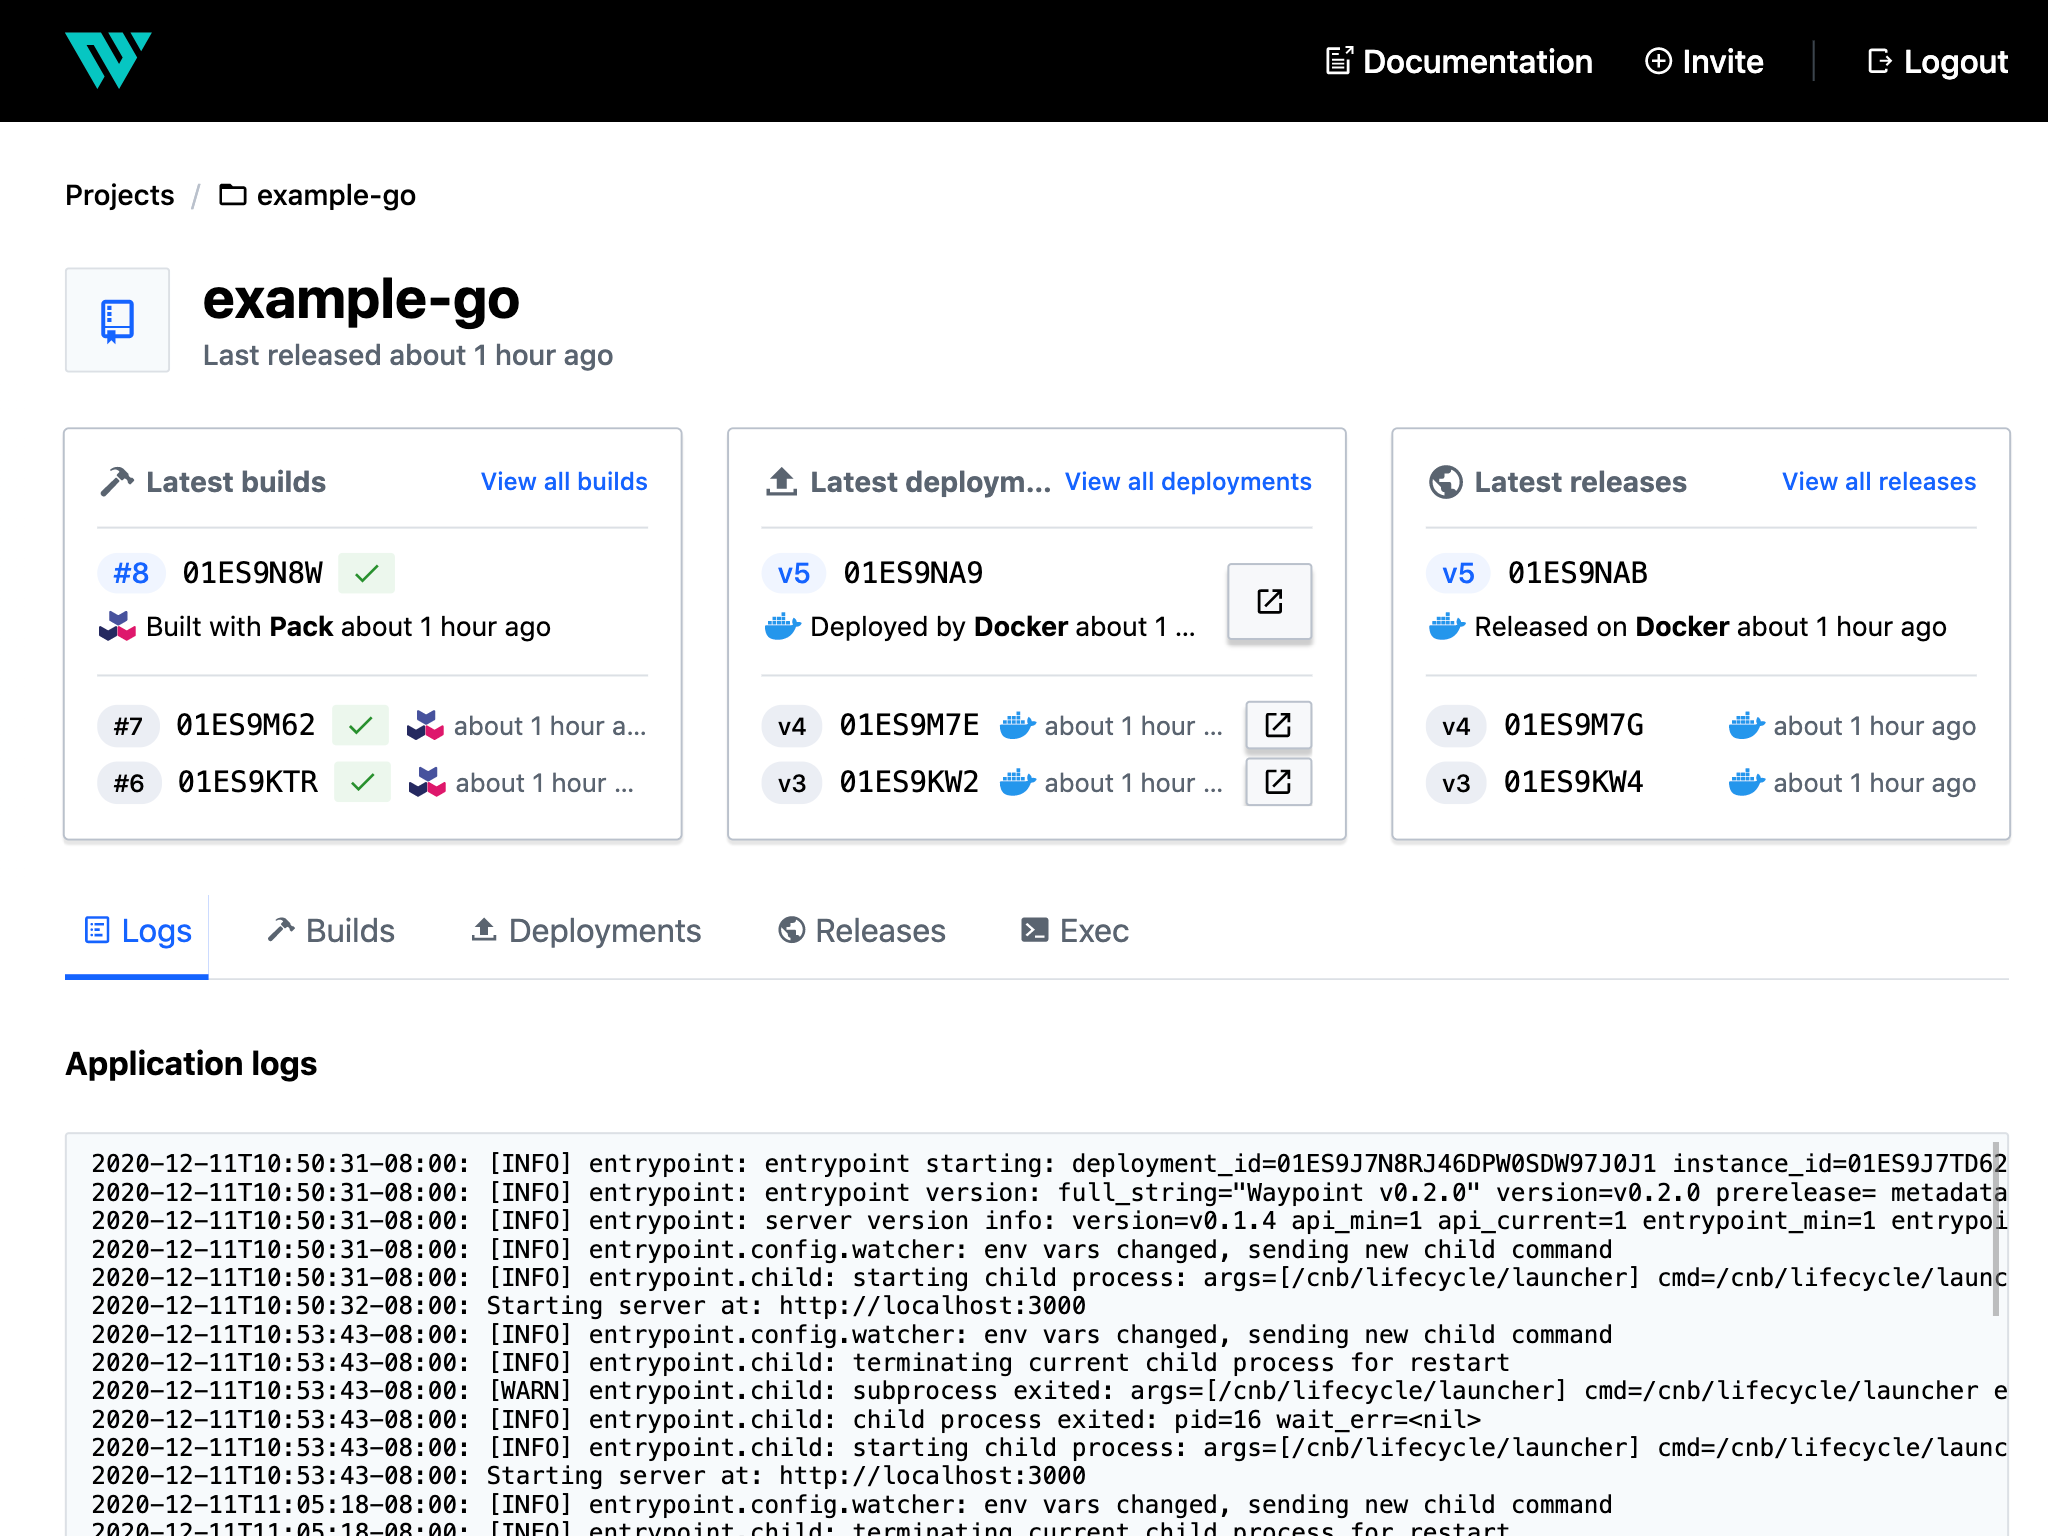 Documentation Invite Logout
Projects / example-go
example-go
Last released about 1 hour ago
Latest builds View all builds
#8 01ES9N8W
Built with Pack about 1 hour ago
#7 01ES9M62 about 1 hour a...
#6 01ES9KTR about 1 hour ...
Latest deploym... View all deployments
v5 01ES9NA9
Deployed by Docker about 1 ...
v4 01ES9M7E about 1 hour ...
v3 01ES9KW2 about 1 hour ...
Latest releases View all releases
v5 01ES9NAB
Released on Docker about 1 hour ago
v4 01ES9M7G about 1 hour ago
v3 01ES9KW4 about 1 hour ago
Logs Builds Deployments Releases Exec
Application logs
2020-12-11T10:50:31-08:00: [INFO] entrypoint: entrypoint starting: deployment_id=01ES9J7N8RJ46DPW0SDW97J0J1 instance_id=01ES9J7TD62
2020-12-11T10:50:31-08:00: [INFO] entrypoint: entrypoint version: full_string="Waypoint v0.2.0" version=v0.2.0 prerelease= metadata
2020-12-11T10:50:31-08:00: [INFO] entrypoint: server version info: version=v0.1.4 api_min=1 api_current=1 entrypoint_min=1 entrypoi
2020-12-11T10:50:31-08:00: [INFO] entrypoint.config.watcher: env vars changed, sending new child command
2020-12-11T10:50:31-08:00: [INFO] entrypoint.child: starting child process: args=[/cnb/lifecycle/launcher] cmd=/cnb/lifecycle/launc
2020-12-11T10:50:32-08:00: Starting server at: http://localhost:3000
2020-12-11T10:53:43-08:00: [INFO] entrypoint.config.watcher: env vars changed, sending new child command
2020-12-11T10:53:43-08:00: [INFO] entrypoint.child: terminating current child process for restart
2020-12-11T10:53:43-08:00: [WARN] entrypoint.child: subprocess exited: args=[/cnb/lifecycle/launcher] cmd=/cnb/lifecycle/launcher e
2020-12-11T10:53:43-08:00: [INFO] entrypoint.child: child process exited: pid=16 wait_err=<nil>
2020-12-11T10:53:43-08:00: [INFO] entrypoint.child: starting child process: args=[/cnb/lifecycle/launcher] cmd=/cnb/lifecycle/launc
2020-12-11T10:53:43-08:00: Starting server at: http://localhost:3000
2020-12-11T11:05:18-08:00: [INFO] entrypoint.config.watcher: env vars changed, sending new child command
2020-12-11T11:05:18-08:00: [INFO] entrypoint.child: terminating current child process for restart